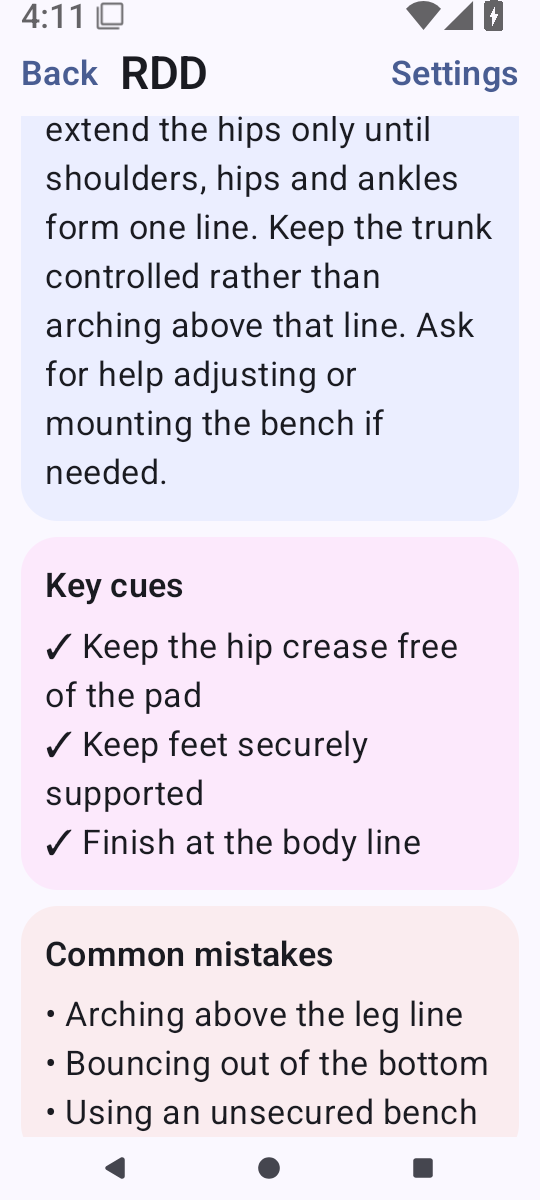 4:11
Back RDD Settings
extend the hips only until
shoulders, hips and ankles
form one line. Keep the trunk
controlled rather than
arching above that line. Ask
for help adjusting or
mounting the bench if
needed.
Key cues
✓ Keep the hip crease free
of the pad
✓ Keep feet securely
supported
✓ Finish at the body line
Common mistakes
• Arching above the leg line
• Bouncing out of the bottom
• Using an unsecured bench